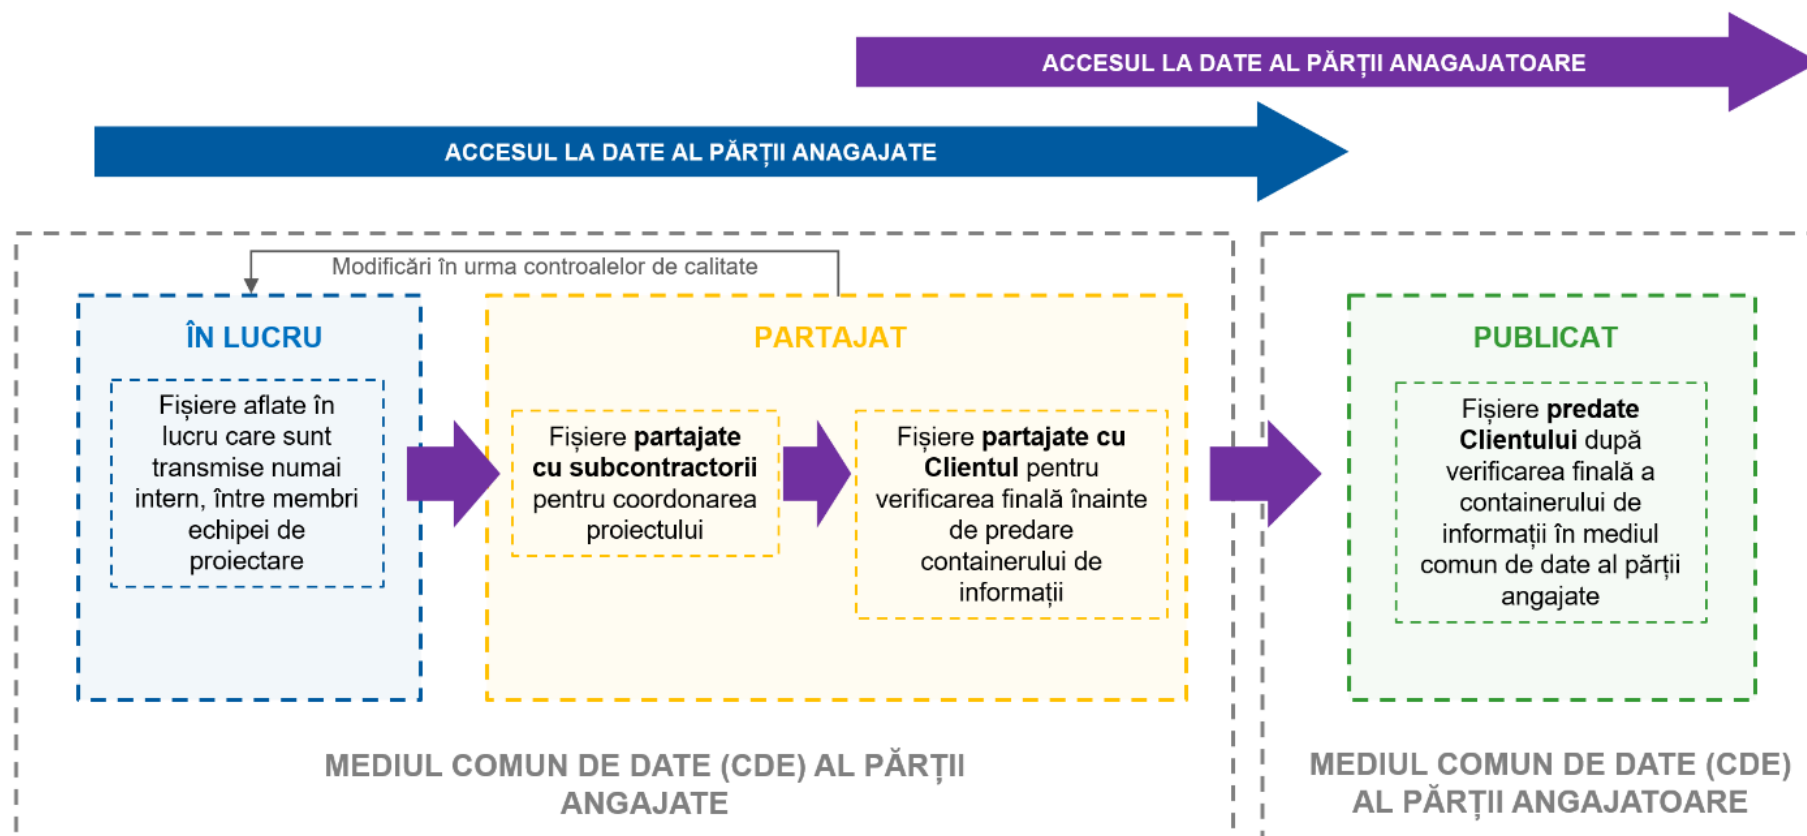 ACCESUL LA DATE AL PĂRȚII ANAGAJATOARE
ACCESUL LA DATE AL PĂRȚII ANAGAJATE
Modificări în urma controalelor de calitate
ÎN LUCRU
Fișiere aflate în
lucru care sunt
transmise numai
intern, între membri
echipei de
proiectare
PARTAJAT
Fișiere partajate
cu subcontractorii
pentru coordonarea
proiectului
Fișiere partajate cu
Clientul pentru
verificarea finală înainte
de predare
containerului de
informații
PUBLICAT
Fișiere predate
Clientului după
verificarea finală a
containerului de
informații în mediul
comun de date al părții
angajate
MEDIUL COMUN DE DATE (CDE) AL PĂRȚII
ANGAJATE
MEDIUL COMUN DE DATE (CDE)
AL PĂRȚII ANGAJATOARE